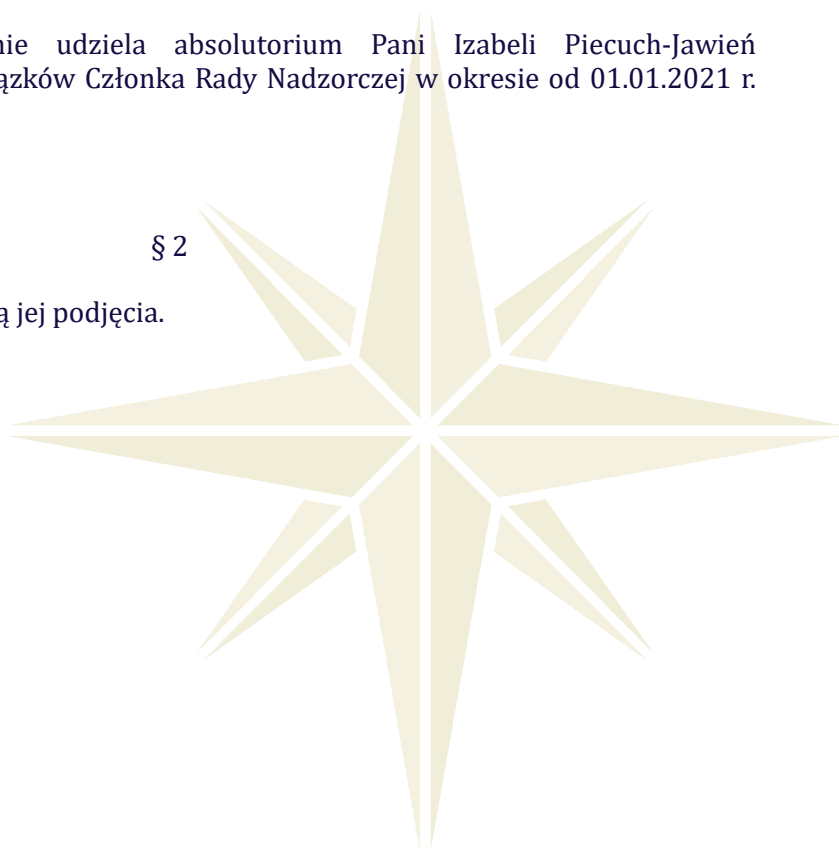 nie udziela absolutorium Pani Izabeli Piecuch-Jawień
ązków Członka Rady Nadzorczej w okresie od 01.01.2021 r.
§ 2
ą jej podjęcia.